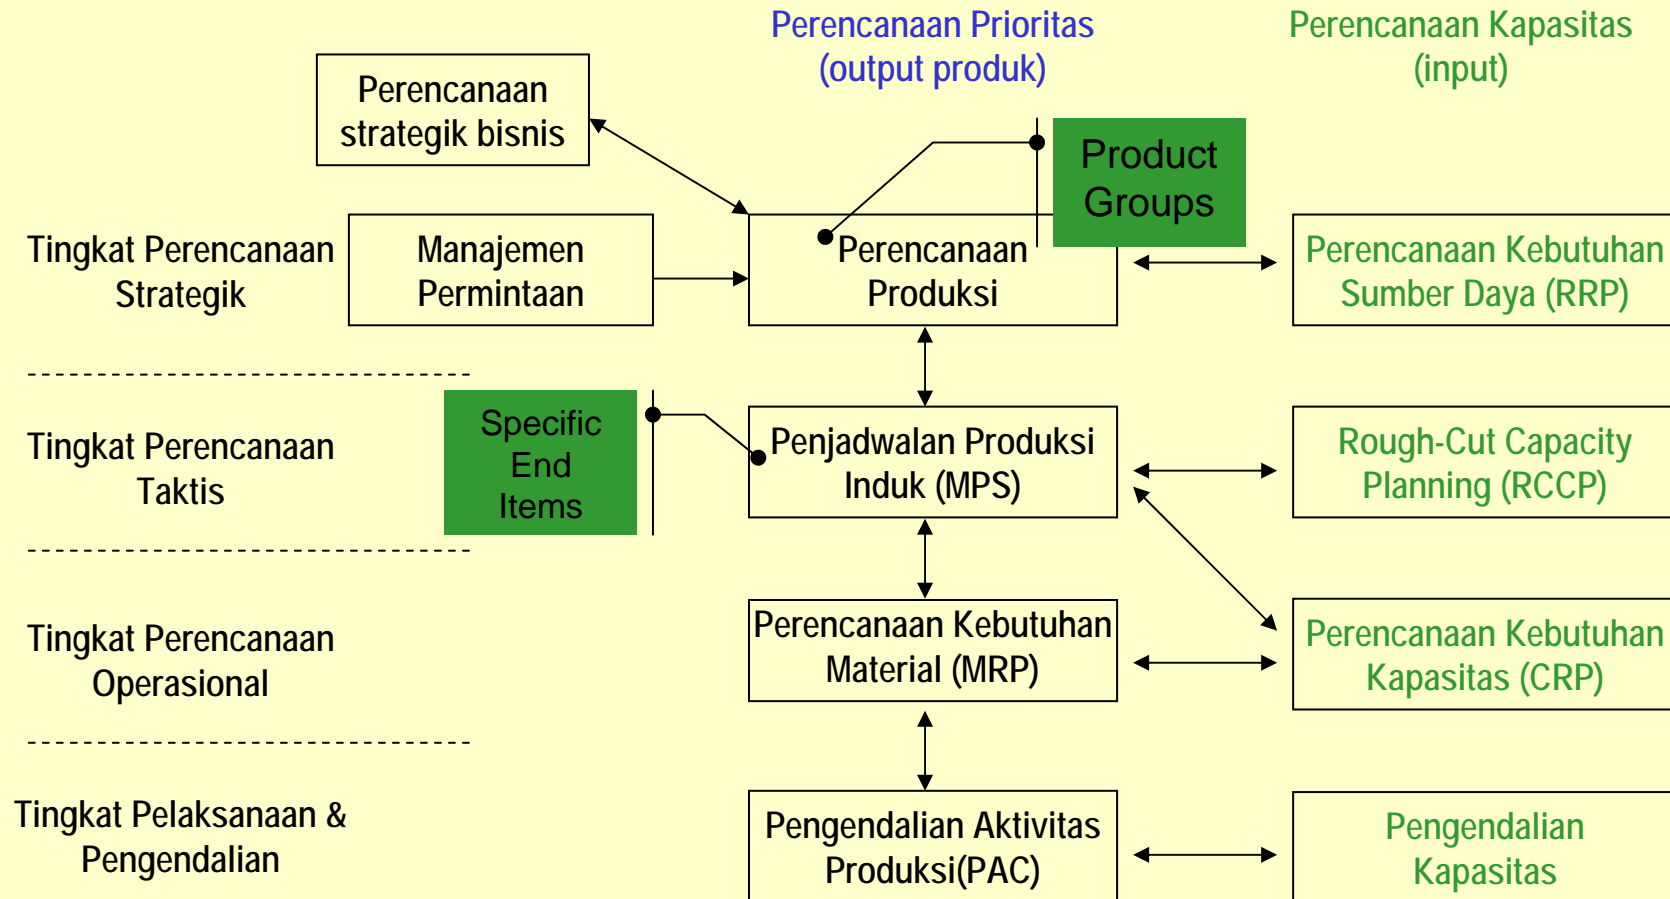 Perencanaan Prioritas
(output produk)
Perencanaan Kapasitas
(input)
Perencanaan
strategik bisnis
Product
Groups
Tingkat Perencanaan
Strategik
Manajemen
Permintaan
Perencanaan
Produksi
Perencanaan Kebutuhan
Sumber Daya (RRP)
-------------------------------
Tingkat Perencanaan
Taktis
Specific
End
Items
Penjadwalan Produksi
Induk (MPS)
Rough-Cut Capacity
Planning (RCCP)
-------------------------------
Tingkat Perencanaan
Operasional
Perencanaan Kebutuhan
Material (MRP)
Perencanaan Kebutuhan
Kapasitas (CRP)
-------------------------------
Tingkat Pelaksanaan &
Pengendalian
Pengendalian Aktivitas
Produksi(PAC)
Pengendalian
Kapasitas